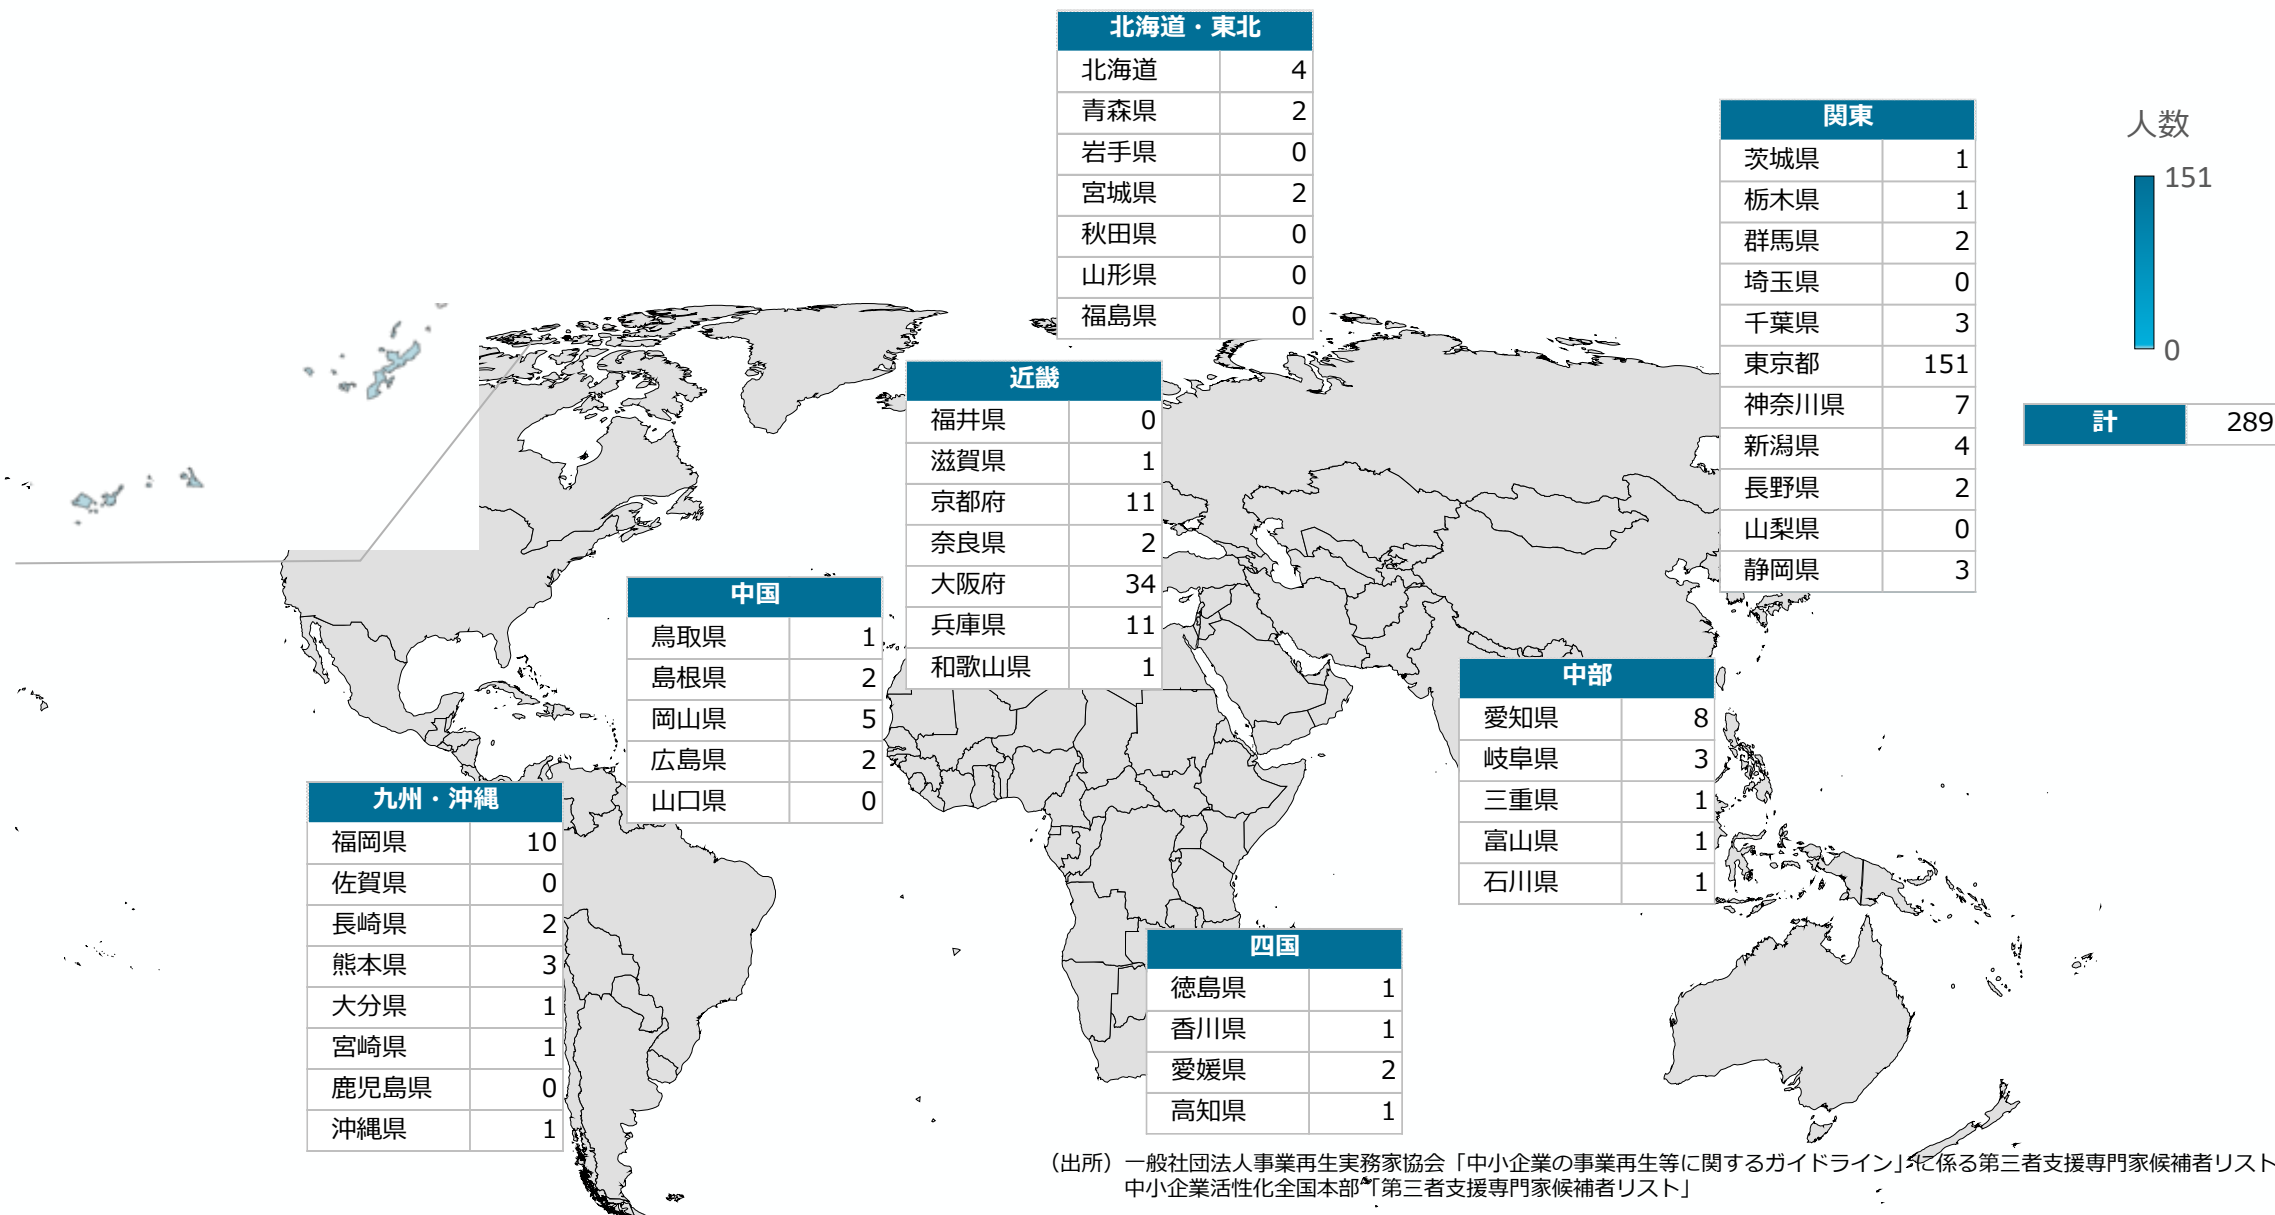 北海道・東北
北海道 4
青森県 2
岩手県 0
宮城県 2
秋田県 0
山形県 0
福島県 0
関東
茨城県 1
栃木県 1
群馬県 2
埼玉県 0
千葉県 3
東京都 151
神奈川県 7
新潟県 4
長野県 2
山梨県 0
静岡県 3
人数
151
0
計 289
近畿
福井県 0
滋賀県 1
京都府 11
奈良県 2
大阪府 34
兵庫県 11
和歌山県 1
中国
鳥取県 1
島根県 2
岡山県 5
広島県 2
山口県 0
中部
愛知県 8
岐阜県 3
三重県 1
富山県 1
石川県 1
九州・沖縄
福岡県 10
佐賀県 0
長崎県 2
熊本県 3
大分県 1
宮崎県 1
鹿児島県 0
沖縄県 1
四国
徳島県 1
香川県 1
愛媛県 2
高知県 1
（出所）一般社団法人事業再生実務家協会「中小企業の事業再生等に関するガイドライン」に係る第三者支援専門家候補者リスト
中小企業活性化全国本部「第三者支援専門家候補者リスト」